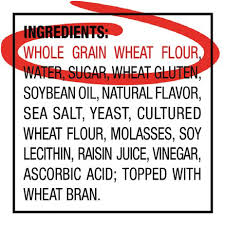 INGREDIENTS:
WHOLE GRAIN WHEAT FLOUR,
WATER, SUGAR, WHEAT GLUTEN,
SOYBEAN OIL, NATURAL FLAVOR,
SEA SALT, YEAST, CULTURED
WHEAT FLOUR, MOLASSES, SOY
LECITHIN, RAISIN JUICE, VINEGAR,
ASCORBIC ACID; TOPPED WITH
WHEAT BRAN.